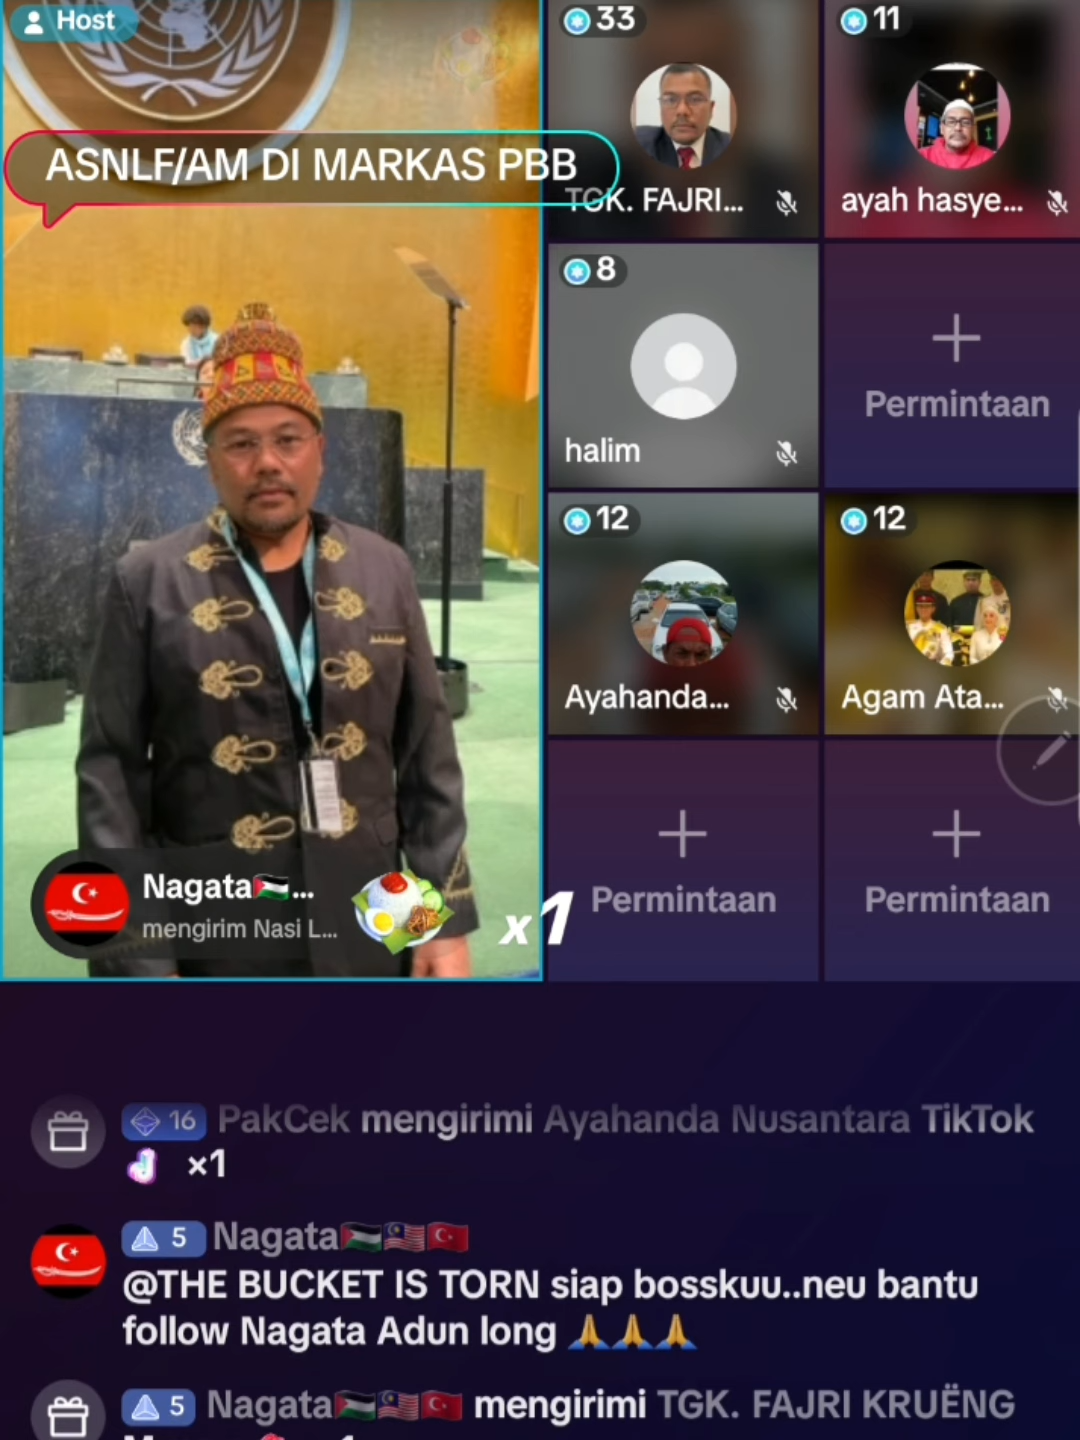 Host
ASNLF/AM DI MARKAS PBB
33
TGK. FAJRI...
11
ayah hasye...
8
halim
Permintaan
12
Ayahanda...
12
Agam Ata...
Nagata🇵🇸...
mengirim Nasi L...
x1
Permintaan
Permintaan
16 PakCek mengirimi Ayahanda Nusantara TikTok
×1
5 Nagata🇵🇸🇲🇾🇹🇷
@THE BUCKET IS TORN siap bosskuu..neu bantu
follow Nagata Adun long 🙏🙏🙏
5 Nagata🇵🇸🇲🇾🇹🇷 mengirimi TGK. FAJRI KRUËNG